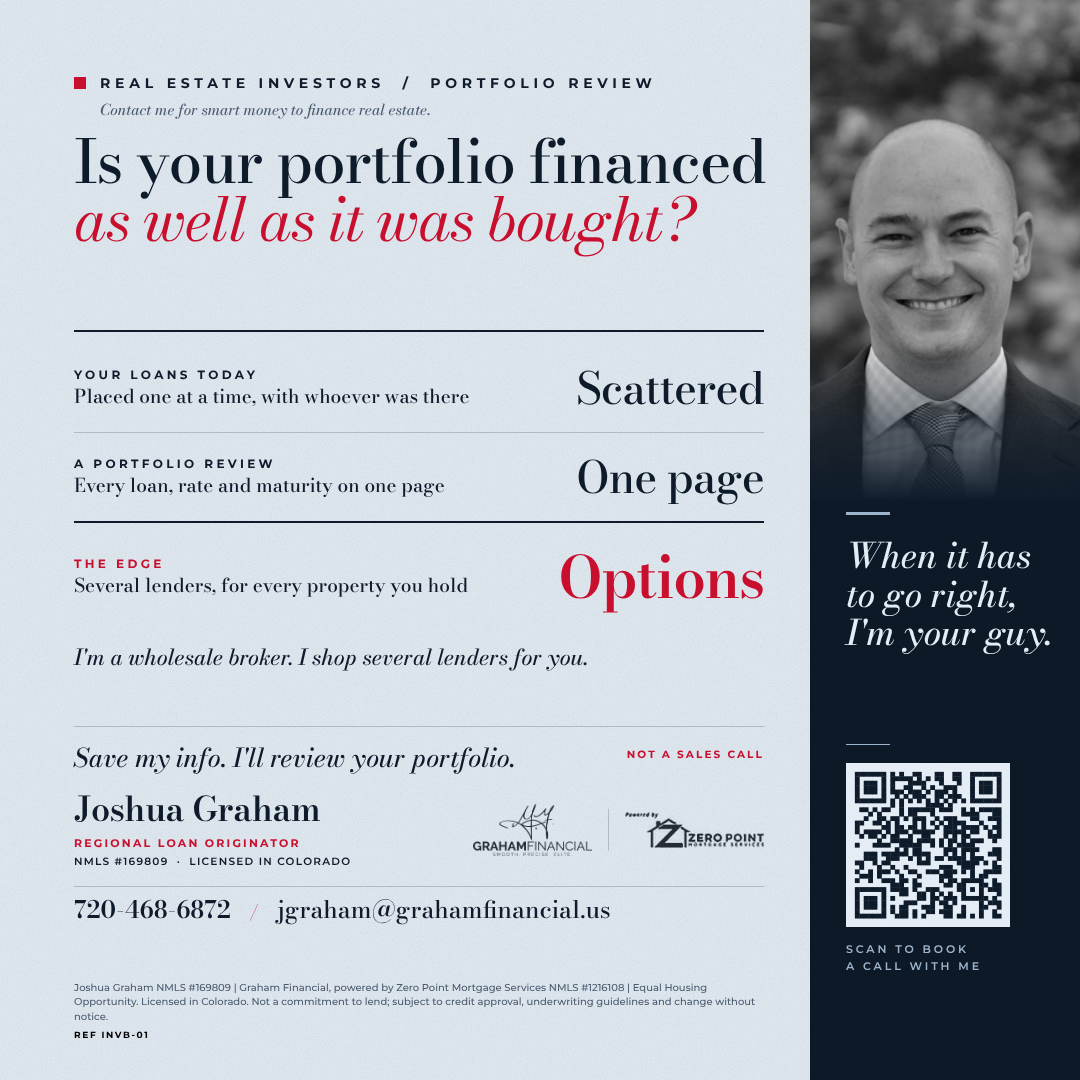 REAL ESTATE INVESTORS / PORTFOLIO REVIEW
Contact me for smart money to finance real estate.
Is your portfolio financed
as well as it was bought?
YOUR LOANS TODAY
Placed one at a time, with whoever was there
Scattered
A PORTFOLIO REVIEW
Every loan, rate and maturity on one page
One page
THE EDGE
Several lenders, for every property you hold
Options
I'm a wholesale broker. I shop several lenders for you.
Save my info. I'll review your portfolio.
NOT A SALES CALL
Joshua Graham
REGIONAL LOAN ORIGINATOR
NMLS #169809 · LICENSED IN COLORADO
GRAHAMFINANCIAL
SMOOTH. PRECISE. ELITE.
Powered by
ZERO POINT
MORTGAGE SERVICES
720-468-6872 / jgraham@grahamfinancial.us
Joshua Graham NMLS #169809 | Graham Financial, powered by Zero Point Mortgage Services NMLS #1216108 | Equal Housing
Opportunity. Licensed in Colorado. Not a commitment to lend; subject to credit approval, underwriting guidelines and change without
notice.
REF INVB-01
When it has
to go right,
I'm your guy.
SCAN TO BOOK
A CALL WITH ME